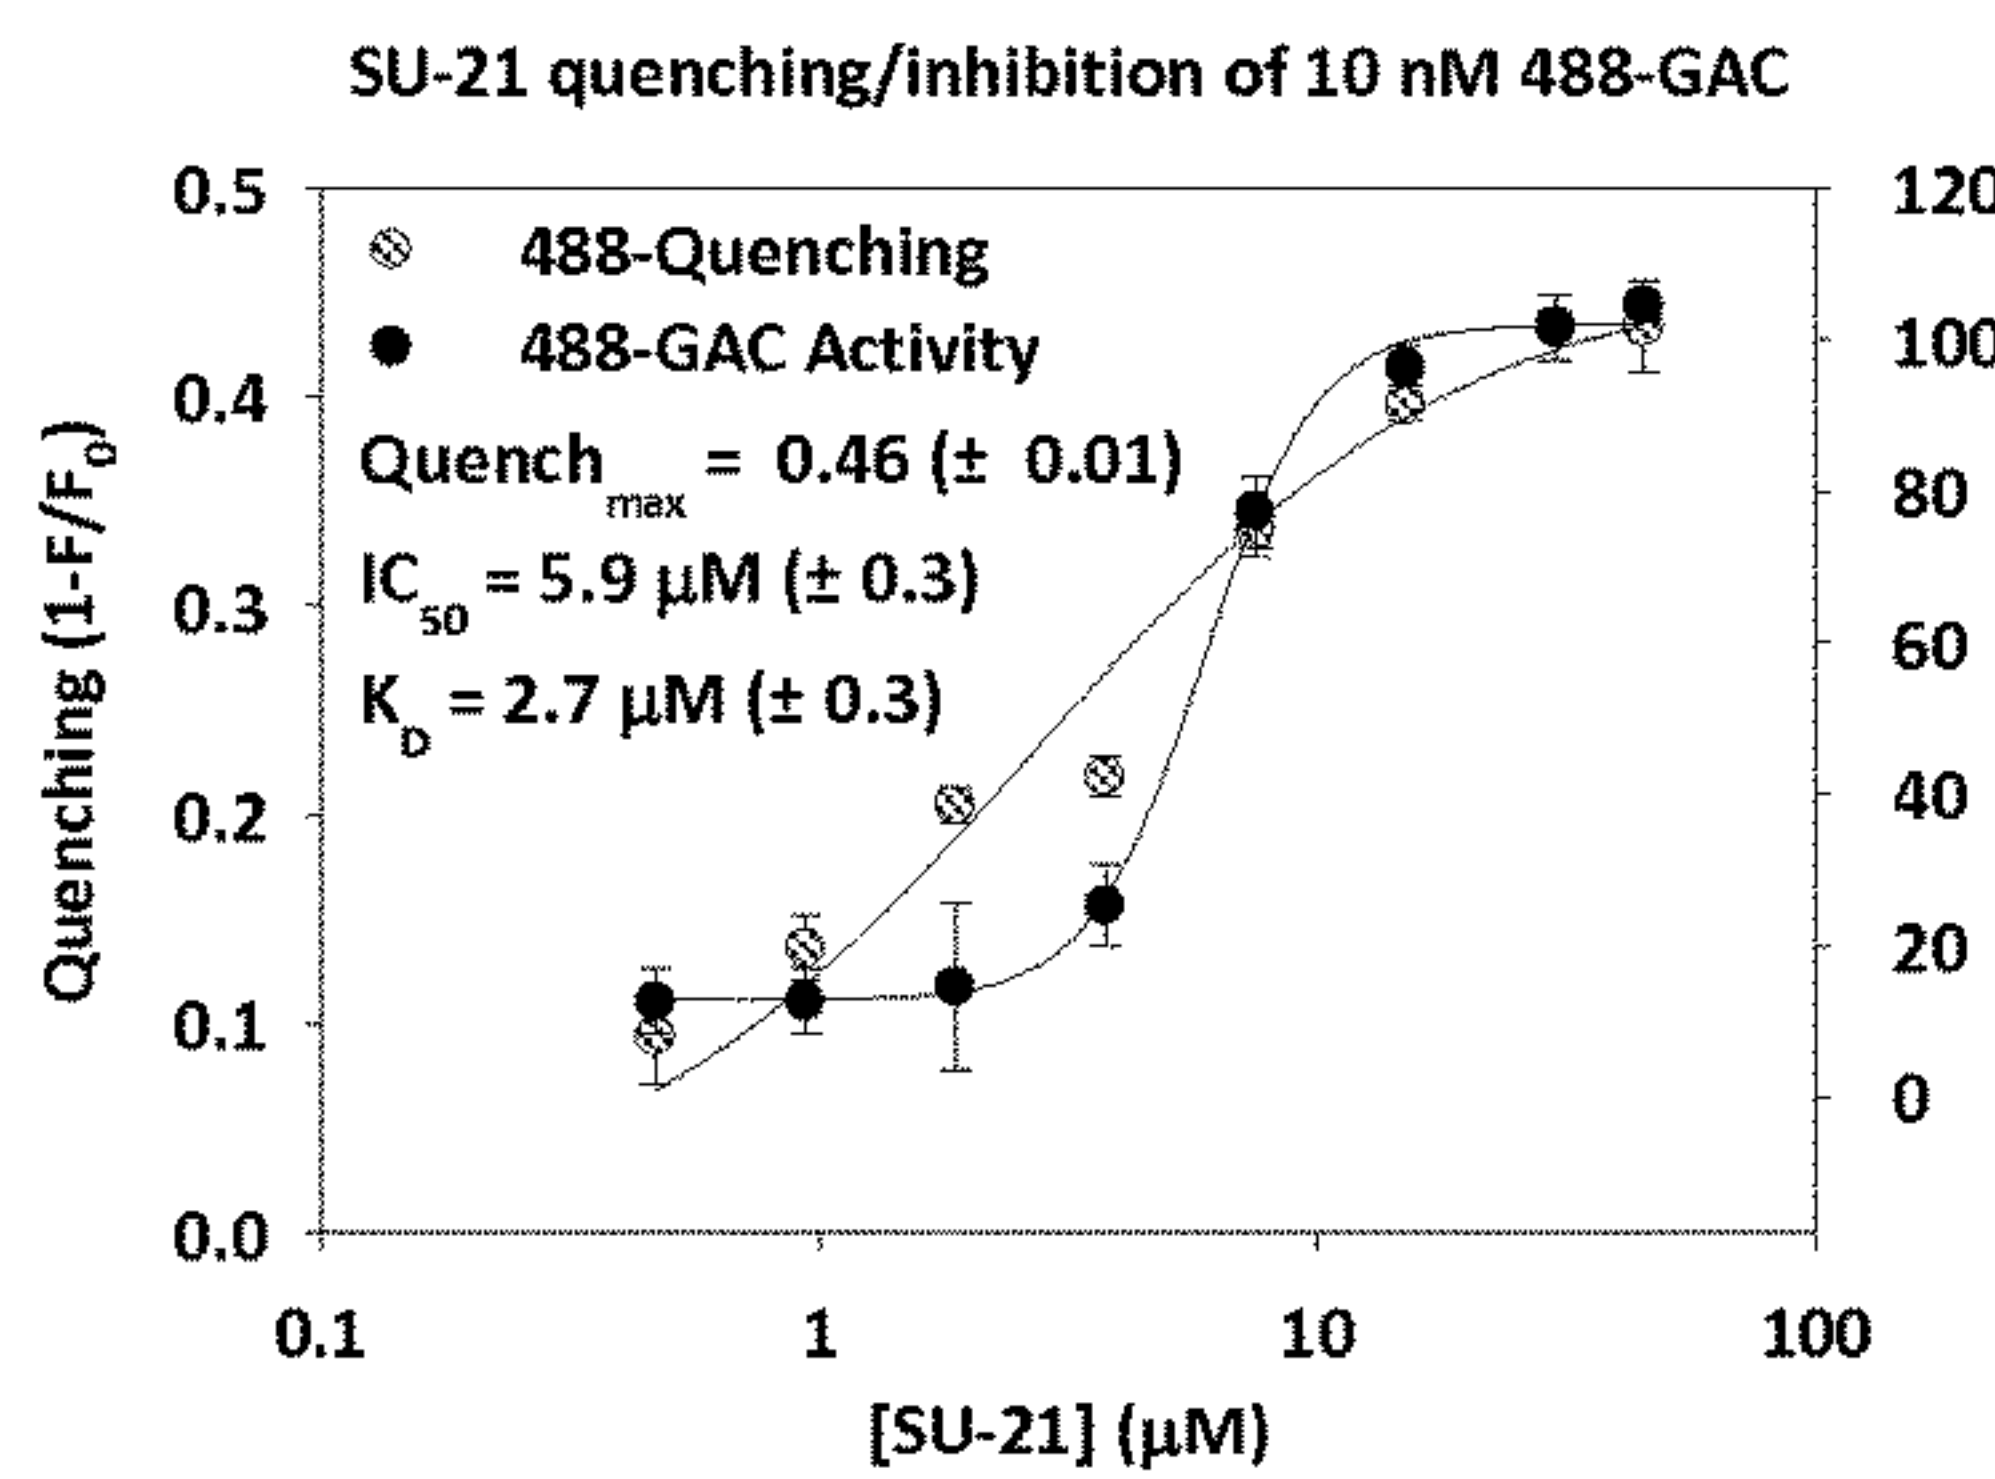 SU-21 quenching/inhibition of 10 nM 488-GAC
488-Quenching
488-GAC Activity
Quench max = 0.46 (± 0.01)
IC50 = 5.9 µM (± 0.3)
KD = 2.7 µM (± 0.3)
Quenching (1-F/F0)
0.5
0.4
0.3
0.2
0.1
0.0
120
100
80
60
40
20
0
0.1 1 10 100
[SU-21] (µM)